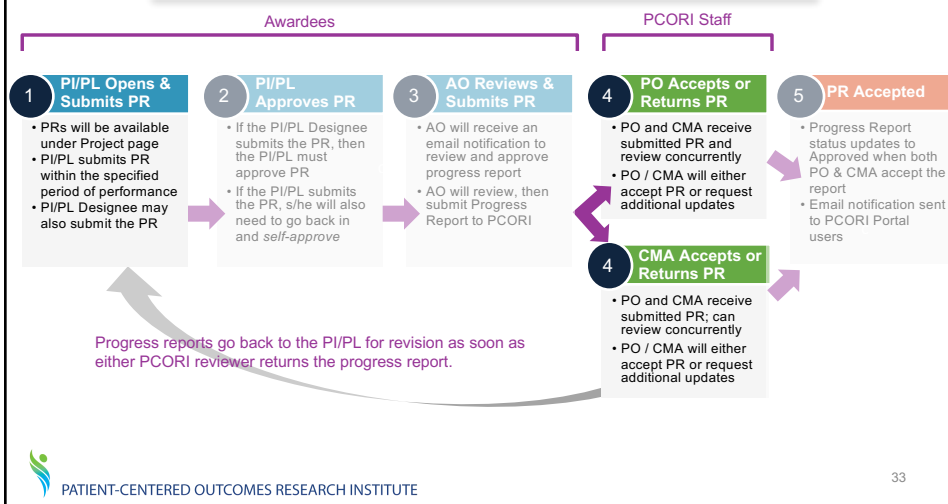 Awardees
PCORI Staff
1
PI/PL Opens &
Submits PR
• PRs will be available
under Project page
• PI/PL submits PR
within the specified
period of performance
• PI/PL Designee may
also submit the PR
2
PI/PL
Approves PR
• If the PI/PL Designee
submits the PR, then
the PI/PL must
approve PR
• If the PI/PL submits
the PR, s/he will also
need to go back in
and self-approve
3
AO Reviews &
Submits PR
• AO will receive an
email notification to
review and approve
progress report
• AO will review, then
submit Progress
Report to PCORI
4
PO Accepts or
Returns PR
• PO and CMA receive
submitted PR and
review concurrently
• PO / CMA will either
accept PR or request
additional updates
4
CMA Accepts or
Returns PR
• PO and CMA receive
submitted PR; can
review concurrently
• PO / CMA will either
accept PR or request
additional updates
5
PR Accepted
• Progress Report
status updates to
Approved when both
PO & CMA accept the
report
• Email notification sent
to PCORI Portal
users
Progress reports go back to the PI/PL for revision as soon as
either PCORI reviewer returns the progress report.
PATIENT-CENTERED OUTCOMES RESEARCH INSTITUTE
33